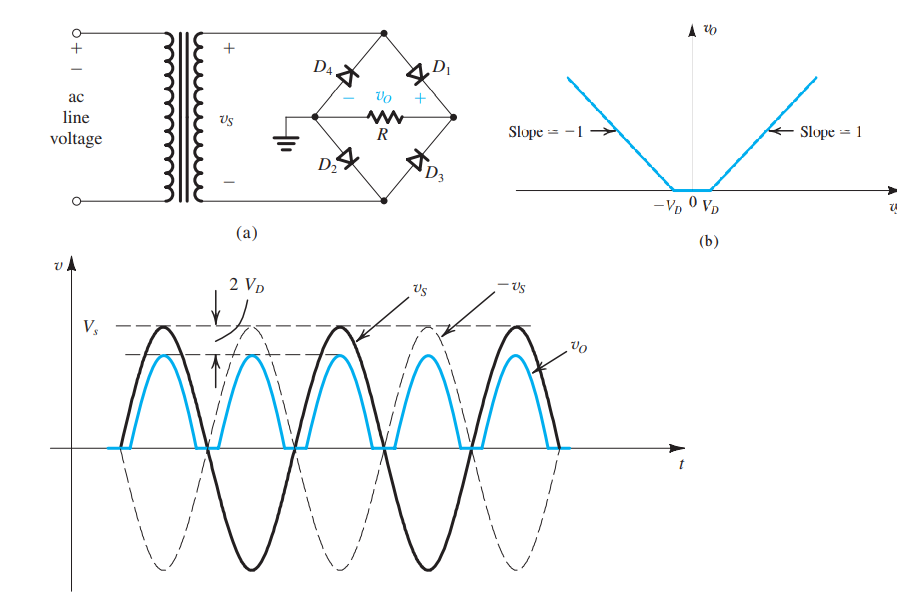 +
−
ac
line
voltage
+
v_S
−
D_4
D_1
− v_O +
R
D_2
D_3
(a)
v_O
Slope = −1
Slope = 1
−V_D 0 V_D
(b)
v
2 V_D
v_S
−v_S
V_s
v_O
t